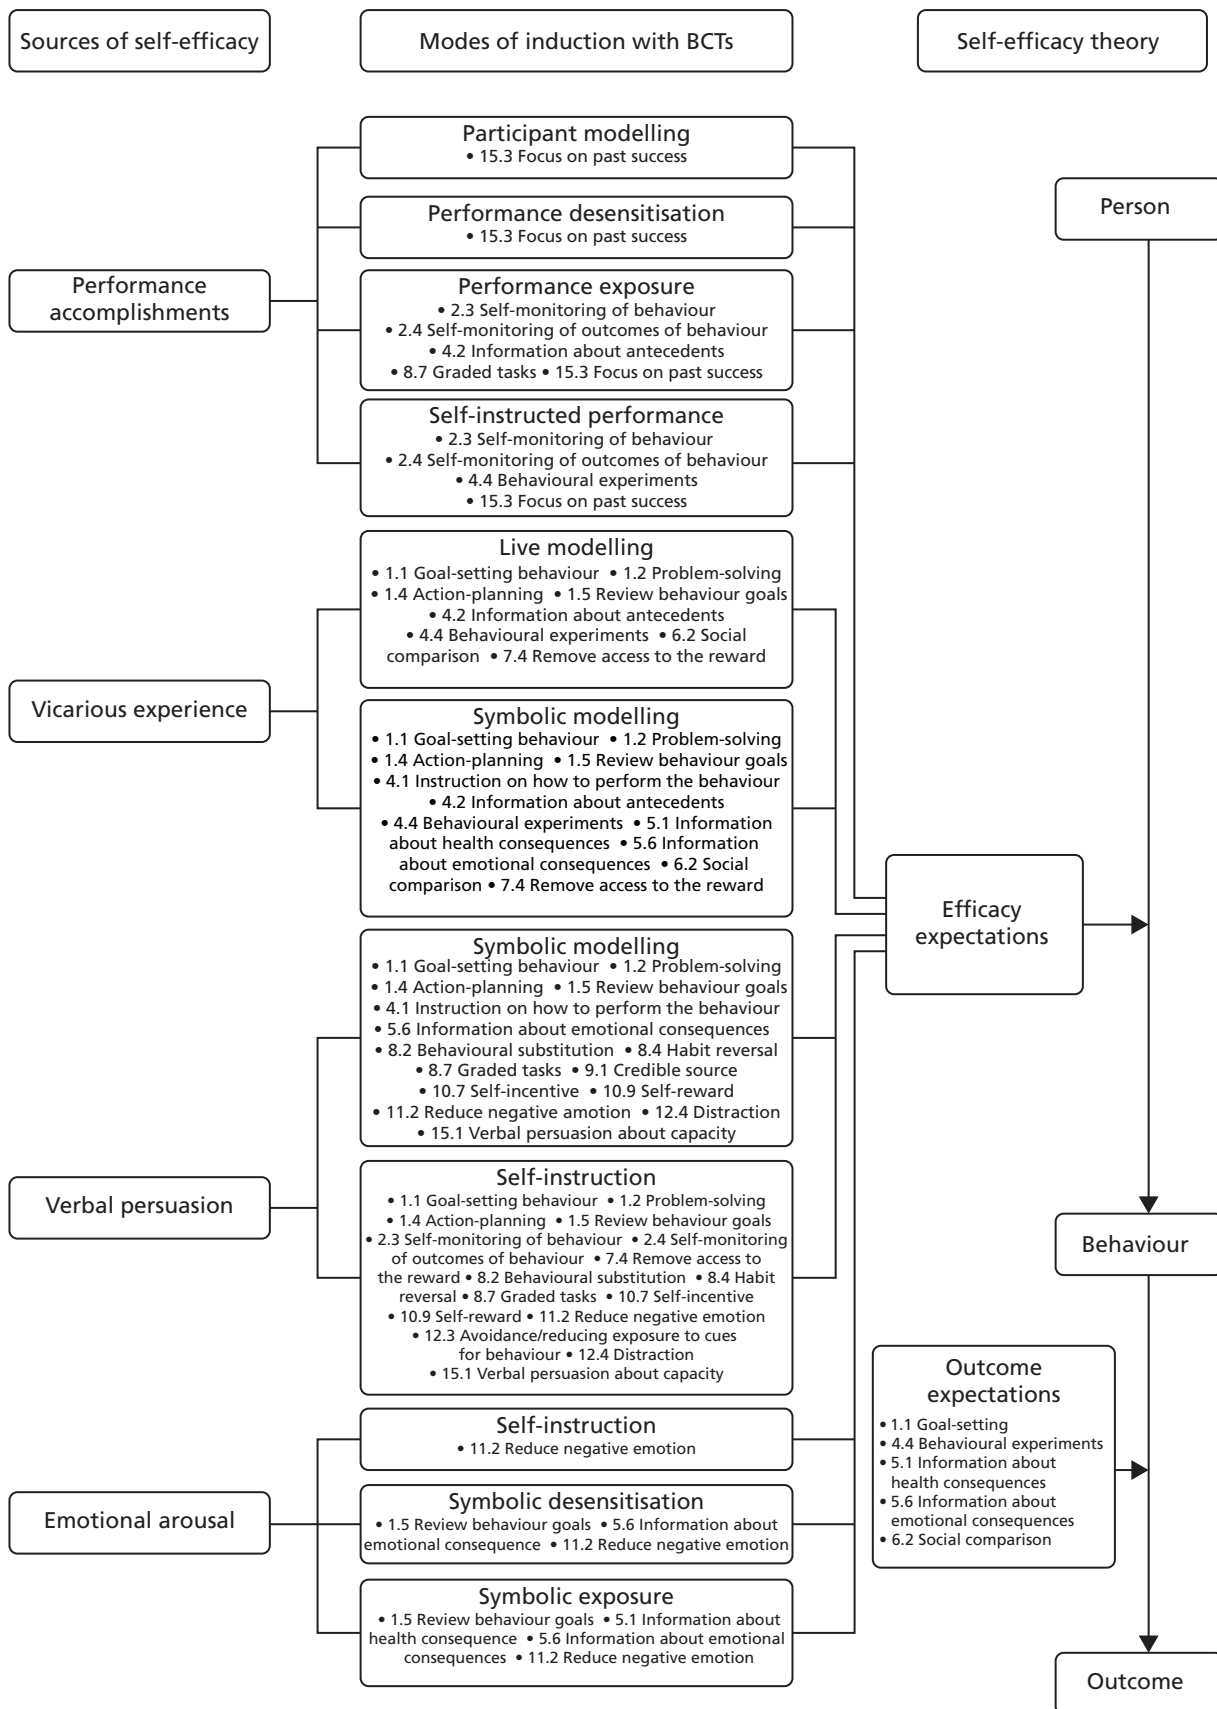 Sources of self-efficacy
Modes of induction with BCTs
Self-efficacy theory
Performance
accomplishments
Participant modelling
• 15.3 Focus on past success
Performance desensitisation
• 15.3 Focus on past success
Performance exposure
• 2.3 Self-monitoring of behaviour
• 2.4 Self-monitoring of outcomes of behaviour
• 4.2 Information about antecedents
• 8.7 Graded tasks • 15.3 Focus on past success
Self-instructed performance
• 2.3 Self-monitoring of behaviour
• 2.4 Self-monitoring of outcomes of behaviour
• 4.4 Behavioural experiments
• 15.3 Focus on past success
Vicarious experience
Live modelling
• 1.1 Goal-setting behaviour • 1.2 Problem-solving
• 1.4 Action-planning • 1.5 Review behaviour goals
• 4.2 Information about antecedents
• 4.4 Behavioural experiments • 6.2 Social
comparison • 7.4 Remove access to the reward
Symbolic modelling
• 1.1 Goal-setting behaviour • 1.2 Problem-solving
• 1.4 Action-planning • 1.5 Review behaviour goals
• 4.1 Instruction on how to perform the behaviour
• 4.2 Information about antecedents
• 4.4 Behavioural experiments • 5.1 Information
about health consequences • 5.6 Information
about emotional consequences • 6.2 Social
comparison • 7.4 Remove access to the reward
Verbal persuasion
Symbolic modelling
• 1.1 Goal-setting behaviour • 1.2 Problem-solving
• 1.4 Action-planning • 1.5 Review behaviour goals
• 4.1 Instruction on how to perform the behaviour
• 5.6 Information about emotional consequences
• 8.2 Behavioural substitution • 8.4 Habit reversal
• 8.7 Graded tasks • 9.1 Credible source
• 10.7 Self-incentive • 10.9 Self-reward
• 11.2 Reduce negative amotion • 12.4 Distraction
• 15.1 Verbal persuasion about capacity
Self-instruction
• 1.1 Goal-setting behaviour • 1.2 Problem-solving
• 1.4 Action-planning • 1.5 Review behaviour goals
• 2.3 Self-monitoring of behaviour • 2.4 Self-monitoring
of outcomes of behaviour • 7.4 Remove access to
the reward • 8.2 Behavioural substitution • 8.4 Habit
reversal • 8.7 Graded tasks • 10.7 Self-incentive
• 10.9 Self-reward • 11.2 Reduce negative emotion
• 12.3 Avoidance/reducing exposure to cues
for behaviour • 12.4 Distraction
• 15.1 Verbal persuasion about capacity
Emotional arousal
Self-instruction
• 11.2 Reduce negative emotion
Symbolic desensitisation
• 1.5 Review behaviour goals • 5.6 Information about
emotional consequence • 11.2 Reduce negative emotion
Symbolic exposure
• 1.5 Review behaviour goals • 5.1 Information about
health consequence • 5.6 Information about emotional
consequences • 11.2 Reduce negative emotion
Person
Efficacy
expectations
Behaviour
Outcome
expectations
• 1.1 Goal-setting
• 4.4 Behavioural experiments
• 5.1 Information about
health consequences
• 5.6 Information about
emotional consequences
• 6.2 Social comparison
Outcome